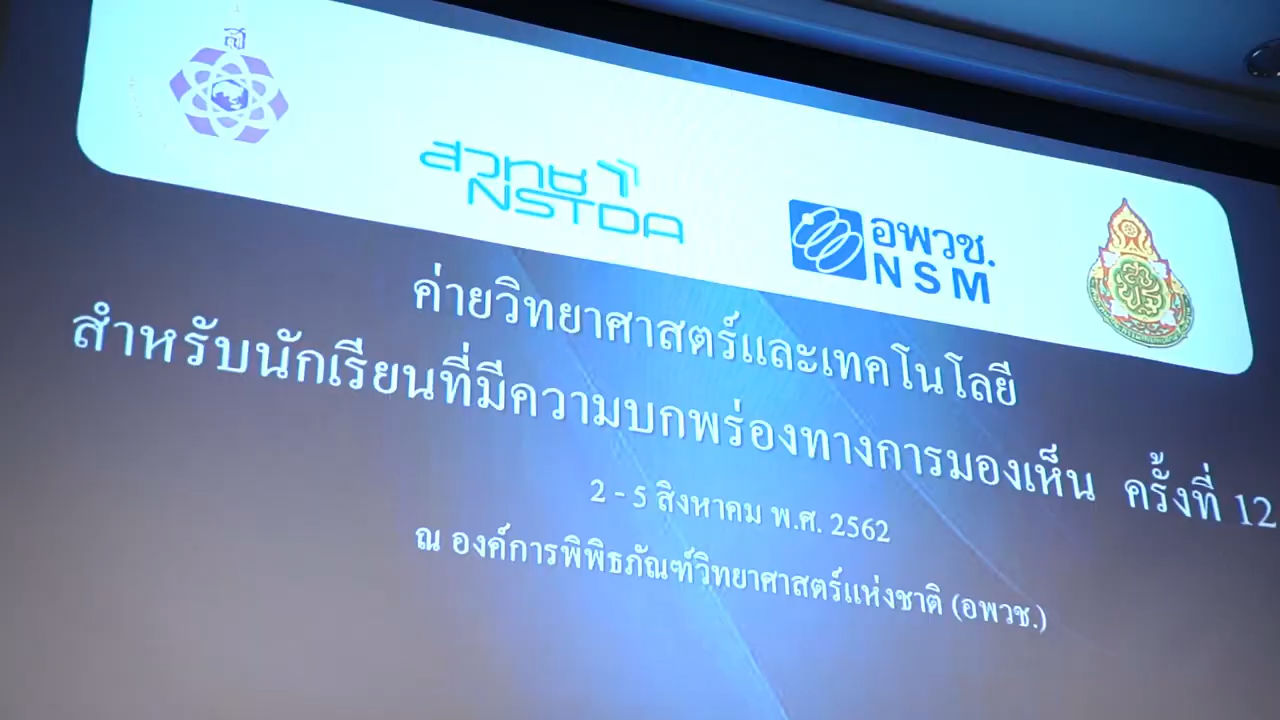 สวทช
NSTDA
อพวช.
NSM
ค่ายวิทยาศาสตร์และเทคโนโลยี
สำหรับนักเรียนที่มีความบกพร่องทางการมองเห็น ครั้งที่ 12
2 - 5 สิงหาคม พ.ศ. 2562
ณ องค์การพิพิธภัณฑ์วิทยาศาสตร์แห่งชาติ (อพวช.)